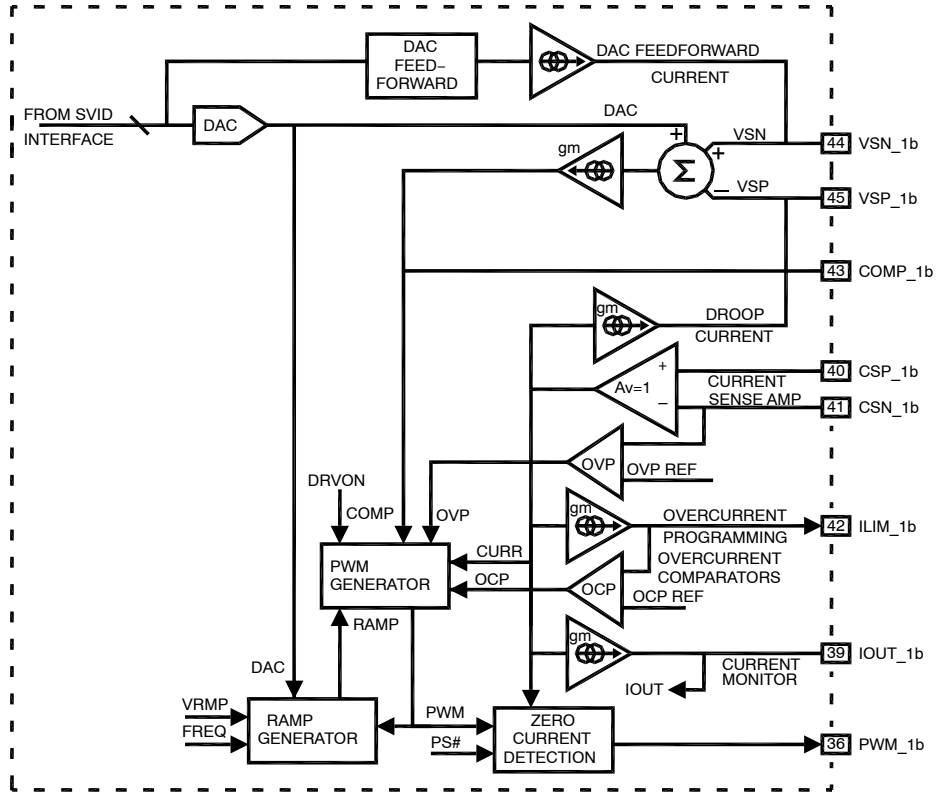 DAC
FEED–
FORWARD
DAC FEEDFORWARD
CURRENT
FROM SVID
INTERFACE
DAC
DAC
gm
+
Σ
+
VSN
44 VSN_1b
–
VSP
45 VSP_1b
43 COMP_1b
gm
DROOP
CURRENT
Av=1
+
–
40 CSP_1b
CURRENT
SENSE AMP
41 CSN_1b
OVP
OVP REF
DRVON
COMP
OVP
gm
OVERCURRENT
PROGRAMMING
42 ILIM_1b
OVERCURRENT
COMPARATORS
CURR
OCP
PWM
GENERATOR
OCP
OCP REF
RAMP
gm
39 IOUT_1b
CURRENT
MONITOR
IOUT
DAC
VRMP
FREQ
RAMP
GENERATOR
PWM
PS#
ZERO
CURRENT
DETECTION
36 PWM_1b